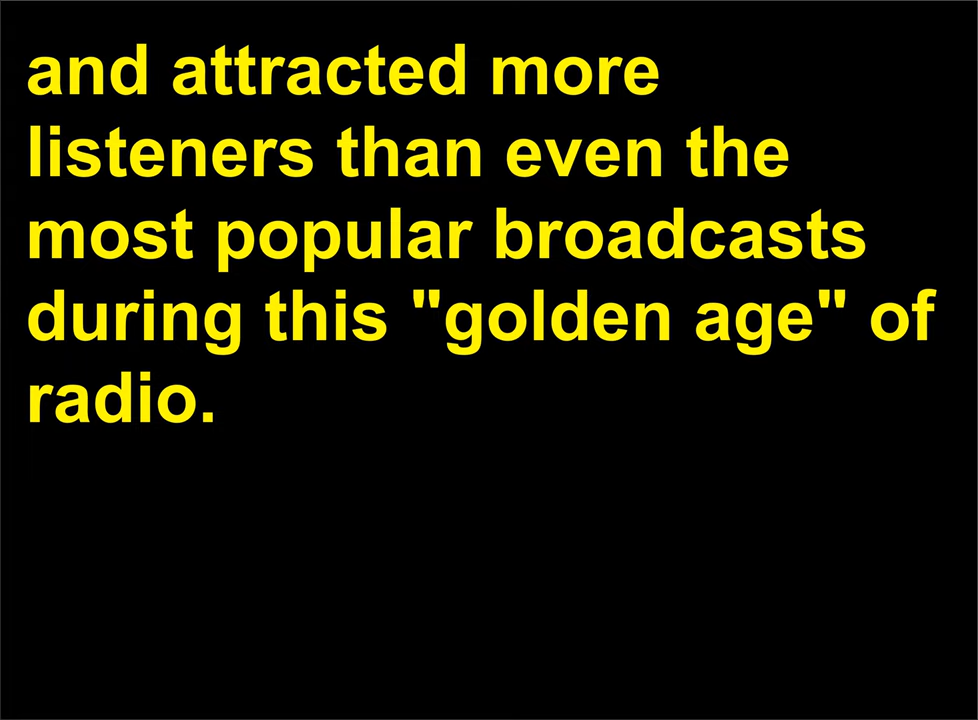 and attracted more
listeners than even the
most popular broadcasts
during this "golden age" of
radio.